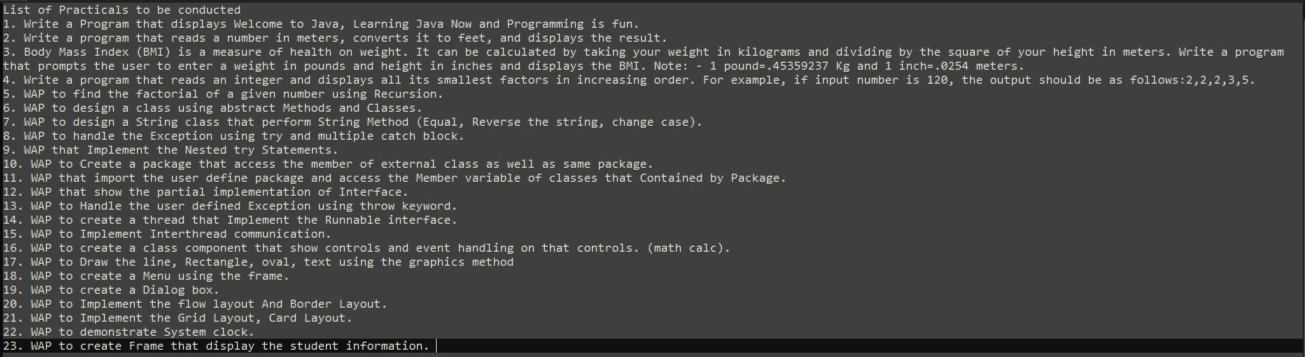 List of Practicals to be conducted
1. Write a Program that displays Welcome to Java, Learning Java Now and Programming is fun.
2. Write a program that reads a number in meters, converts it to feet, and displays the result.
3. Body Mass Index (BMI) is a measure of health on weight. It can be calculated by taking your weight in kilograms and dividing by the square of your height in meters. Write a program
that prompts the user to enter a weight in pounds and height in inches and displays the BMI. Note: - 1 pound=.45359237 Kg and 1 inch=.0254 meters.
4. Write a program that reads an integer and displays all its smallest factors in increasing order. For example, if input number is 120, the output should be as follows:2,2,2,3,5.
5. WAP to find the factorial of a given number using Recursion.
6. WAP to design a class using abstract Methods and Classes.
7. WAP to design a String class that perform String Method (Equal, Reverse the string, change case).
8. WAP to handle the Exception using try and multiple catch block.
9. WAP that Implement the Nested try Statements.
10. WAP to Create a package that access the member of external class as well as same package.
11. WAP that import the user define package and access the Member variable of classes that Contained by Package.
12. WAP that show the partial implementation of Interface.
13. WAP to Handle the user defined Exception using throw keyword.
14. WAP to create a thread that Implement the Runnable interface.
15. WAP to Implement Interthread communication.
16. WAP to create a class component that show controls and event handling on that controls. (math calc).
17. WAP to Draw the line, Rectangle, oval, text using the graphics method
18. WAP to create a Menu using the frame.
19. WAP to create a Dialog box.
20. WAP to Implement the flow layout And Border Layout.
21. WAP to Implement the Grid Layout, Card Layout.
22. WAP to demonstrate System clock.
23. WAP to create Frame that display the student information.